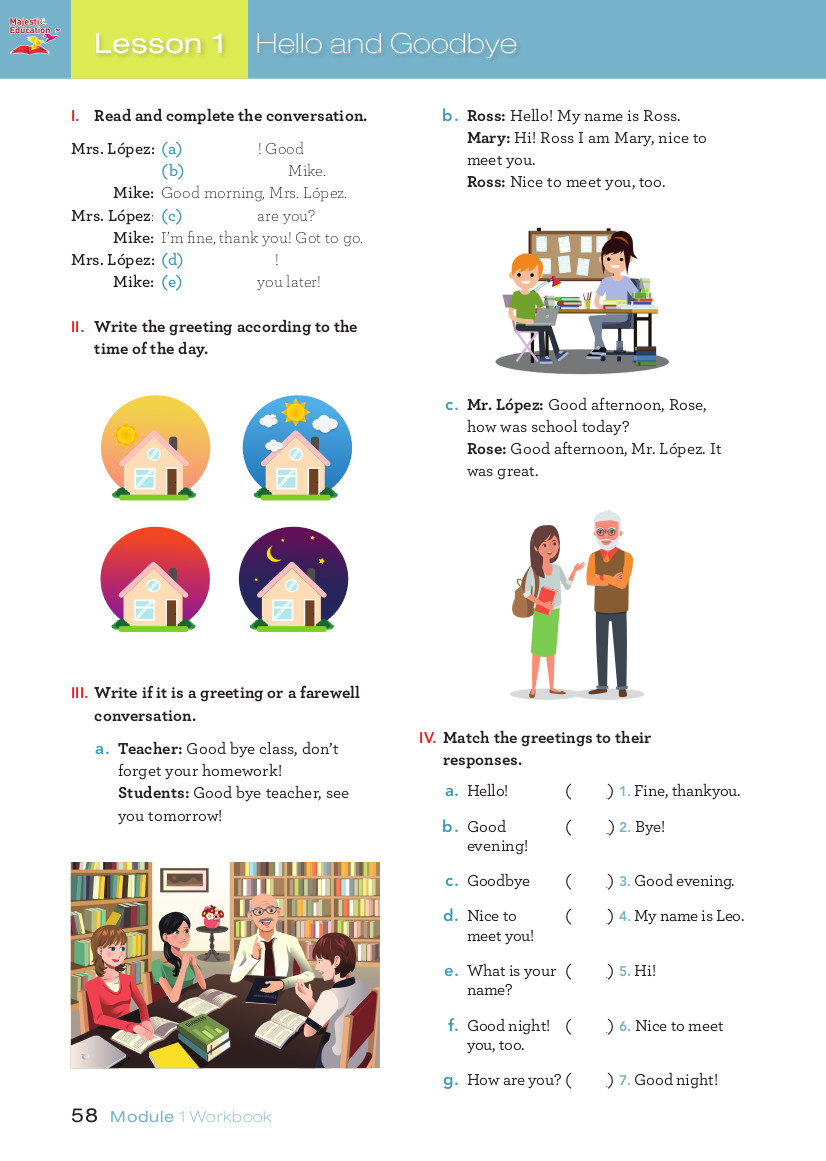 Majestic
Education
Lesson 1
Hello and Goodbye
I. Read and complete the conversation.
Mrs. López: (a) ! Good
(b) Mike.
Mike: Good morning, Mrs. López.
Mrs. López: (c) are you?
Mike: I'm fine, thank you! Got to go.
Mrs. López: (d) !
Mike: (e) you later!
II. Write the greeting according to the
time of the day.
III. Write if it is a greeting or a farewell
conversation.
a. Teacher: Good bye class, don't
forget your homework!
Students: Good bye teacher, see
you tomorrow!
b. Ross: Hello! My name is Ross.
Mary: Hi! Ross I am Mary, nice to
meet you.
Ross: Nice to meet you, too.
c. Mr. López: Good afternoon, Rose,
how was school today?
Rose: Good afternoon, Mr. López. It
was great.
IV. Match the greetings to their
responses.
a. Hello! ( ) 1. Fine, thankyou.
b. Good ( ) 2. Bye!
evening!
c. Goodbye ( ) 3. Good evening.
d. Nice to ( ) 4. My name is Leo.
meet you!
e. What is your ( ) 5. Hi!
name?
f. Good night! ( ) 6. Nice to meet
you, too.
g. How are you? ( ) 7. Good night!
58 Module 1 Workbook